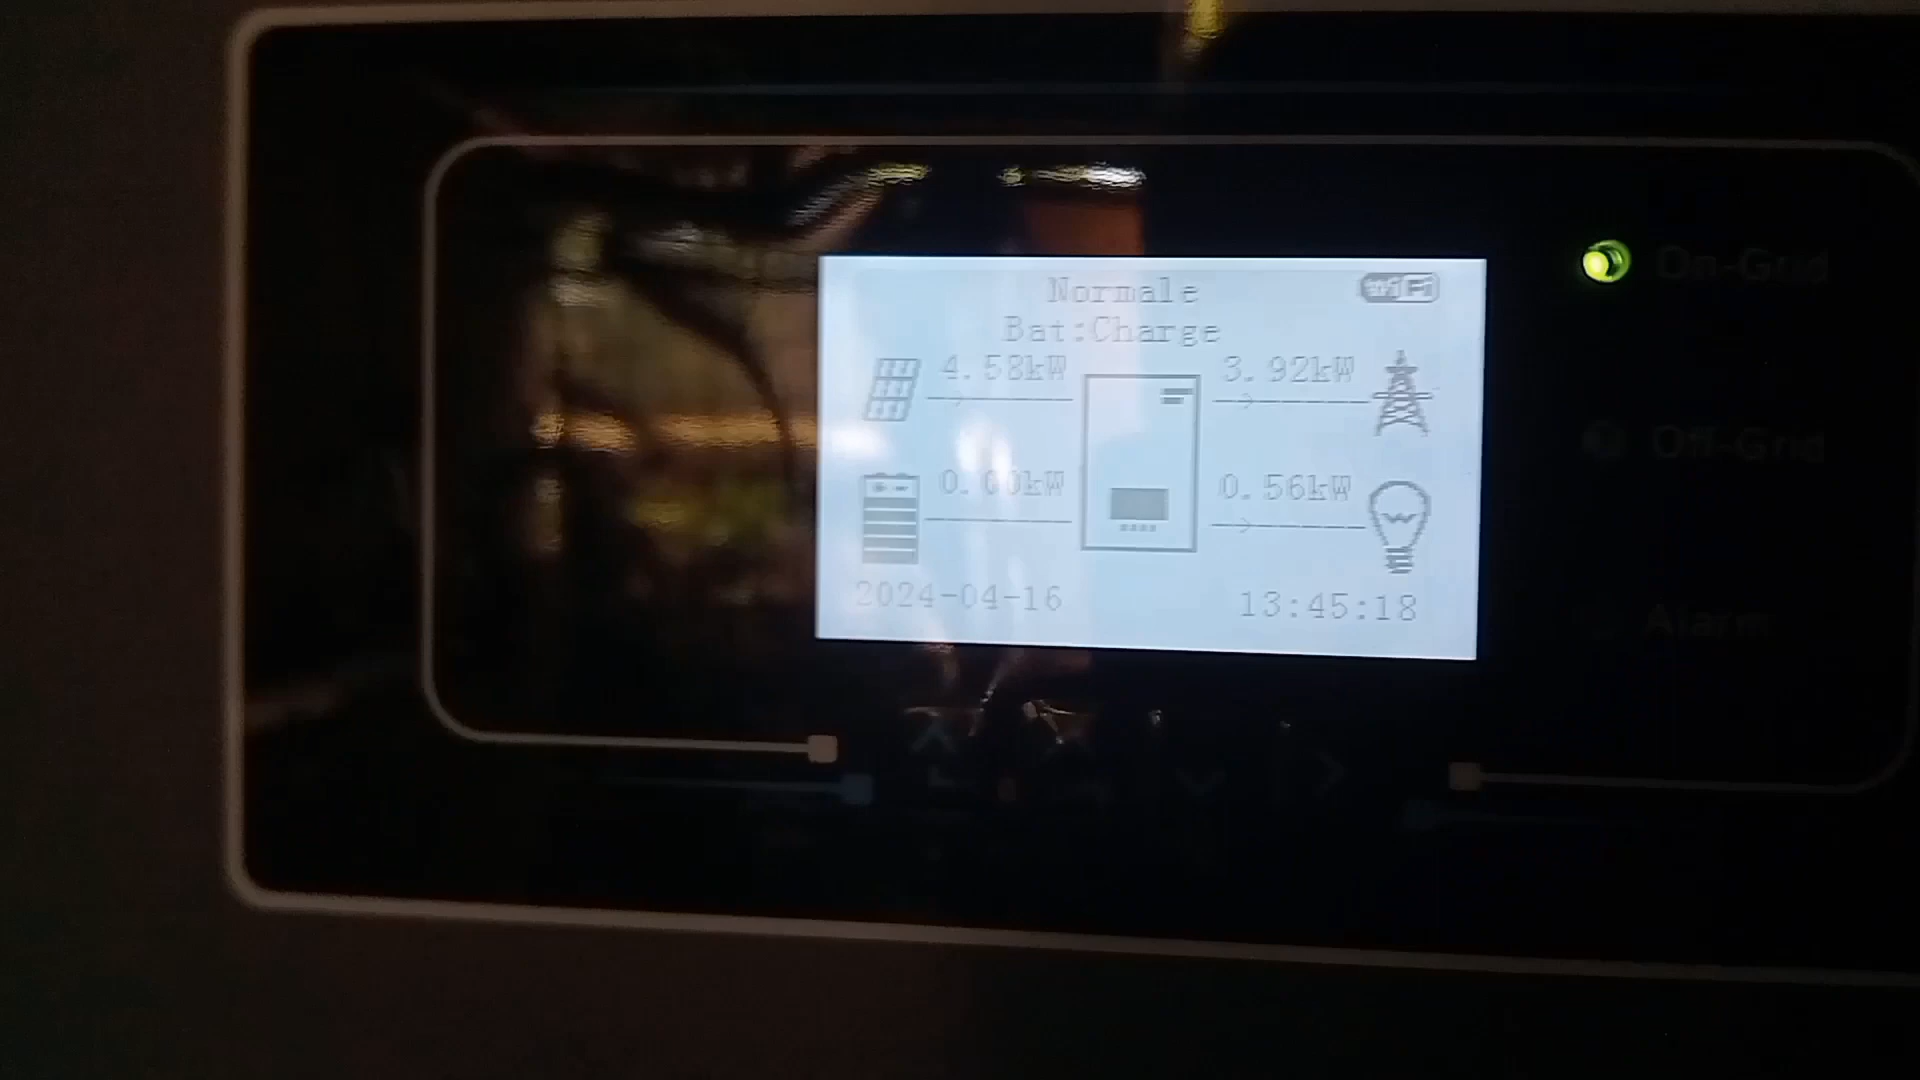 Normale
WiFi
Bat:Charge
4.58kW
3.92kW
0.00kW
0.56kW
2024-04-16
13:45:18
On-Grid
Off-Grid
Alarm